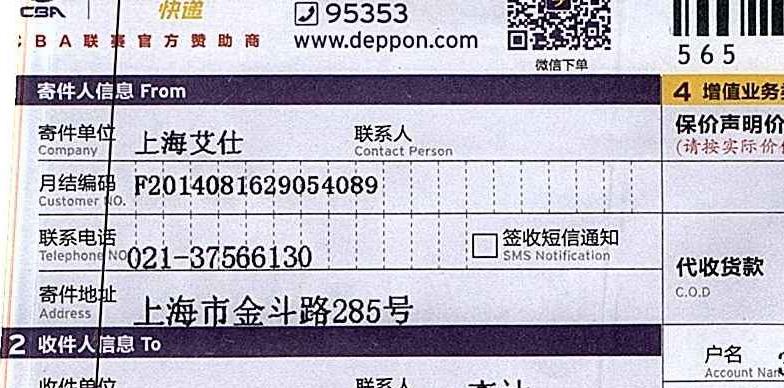 CBA 快递 95353
CBA联赛官方赞助商 www.deppon.com
微信下单
565
寄件人信息 From
4 增值业务
寄件单位 上海艾仕 联系人
Company Contact Person
保价声明价
(请按实际价
月结编码 F2014081629054089
Customer NO.
联系电话 021-37566130 签收短信通知
Telephone NO SMS Notification
代收货款
C.O.D
寄件地址 上海市金斗路285号
Address
2 收件人信息 To
户名
Account Nam
收件单位 联系人